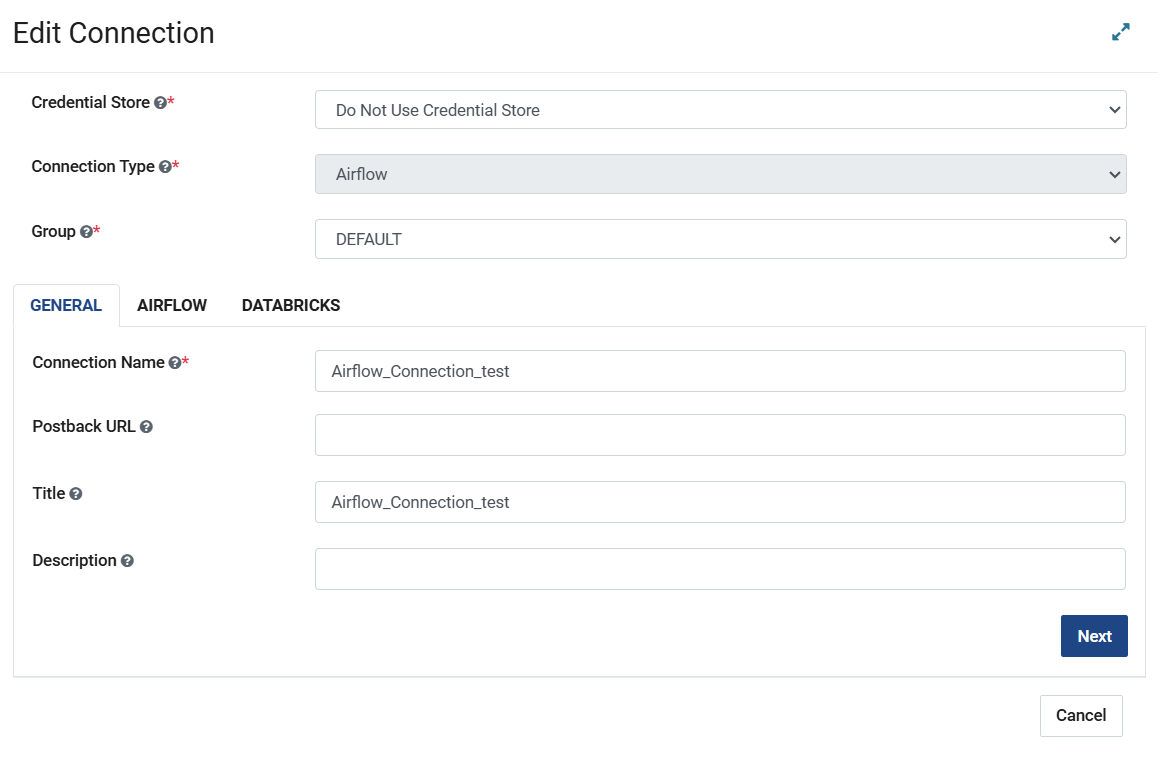 Edit Connection
Credential Store *
Do Not Use Credential Store
Connection Type *
Airflow
Group *
DEFAULT
GENERAL AIRFLOW DATABRICKS
Connection Name *
Airflow_Connection_test
Postback URL
Title
Airflow_Connection_test
Description
Next
Cancel